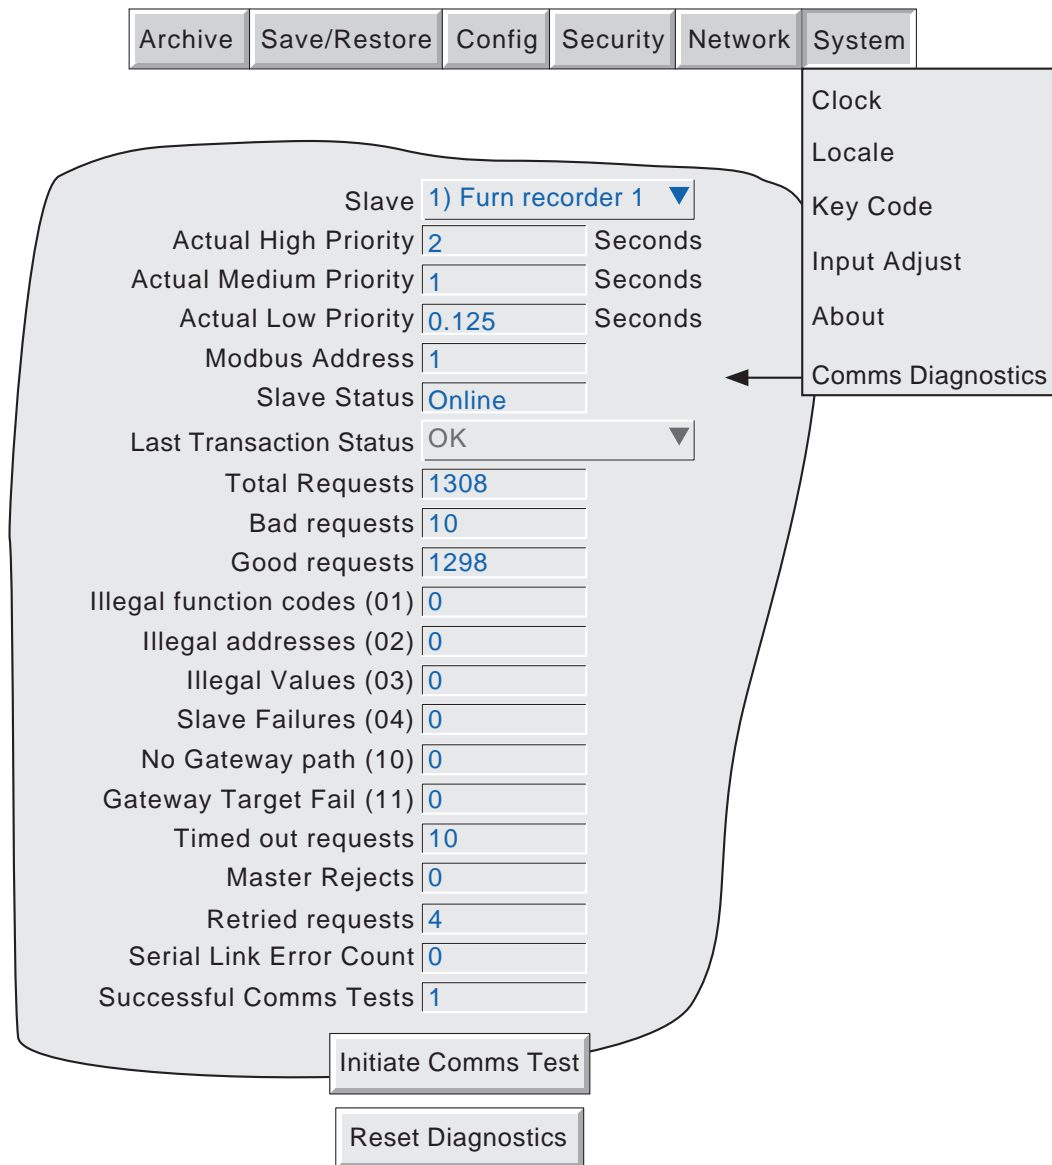 Archive Save/Restore Config Security Network System
Clock
Locale
Key Code
Input Adjust
About
Comms Diagnostics
Slave 1) Furn recorder 1
Actual High Priority 2 Seconds
Actual Medium Priority 1 Seconds
Actual Low Priority 0.125 Seconds
Modbus Address 1
Slave Status Online
Last Transaction Status OK
Total Requests 1308
Bad requests 10
Good requests 1298
Illegal function codes (01) 0
Illegal addresses (02) 0
Illegal Values (03) 0
Slave Failures (04) 0
No Gateway path (10) 0
Gateway Target Fail (11) 0
Timed out requests 10
Master Rejects 0
Retried requests 4
Serial Link Error Count 0
Successful Comms Tests 1
Initiate Comms Test
Reset Diagnostics